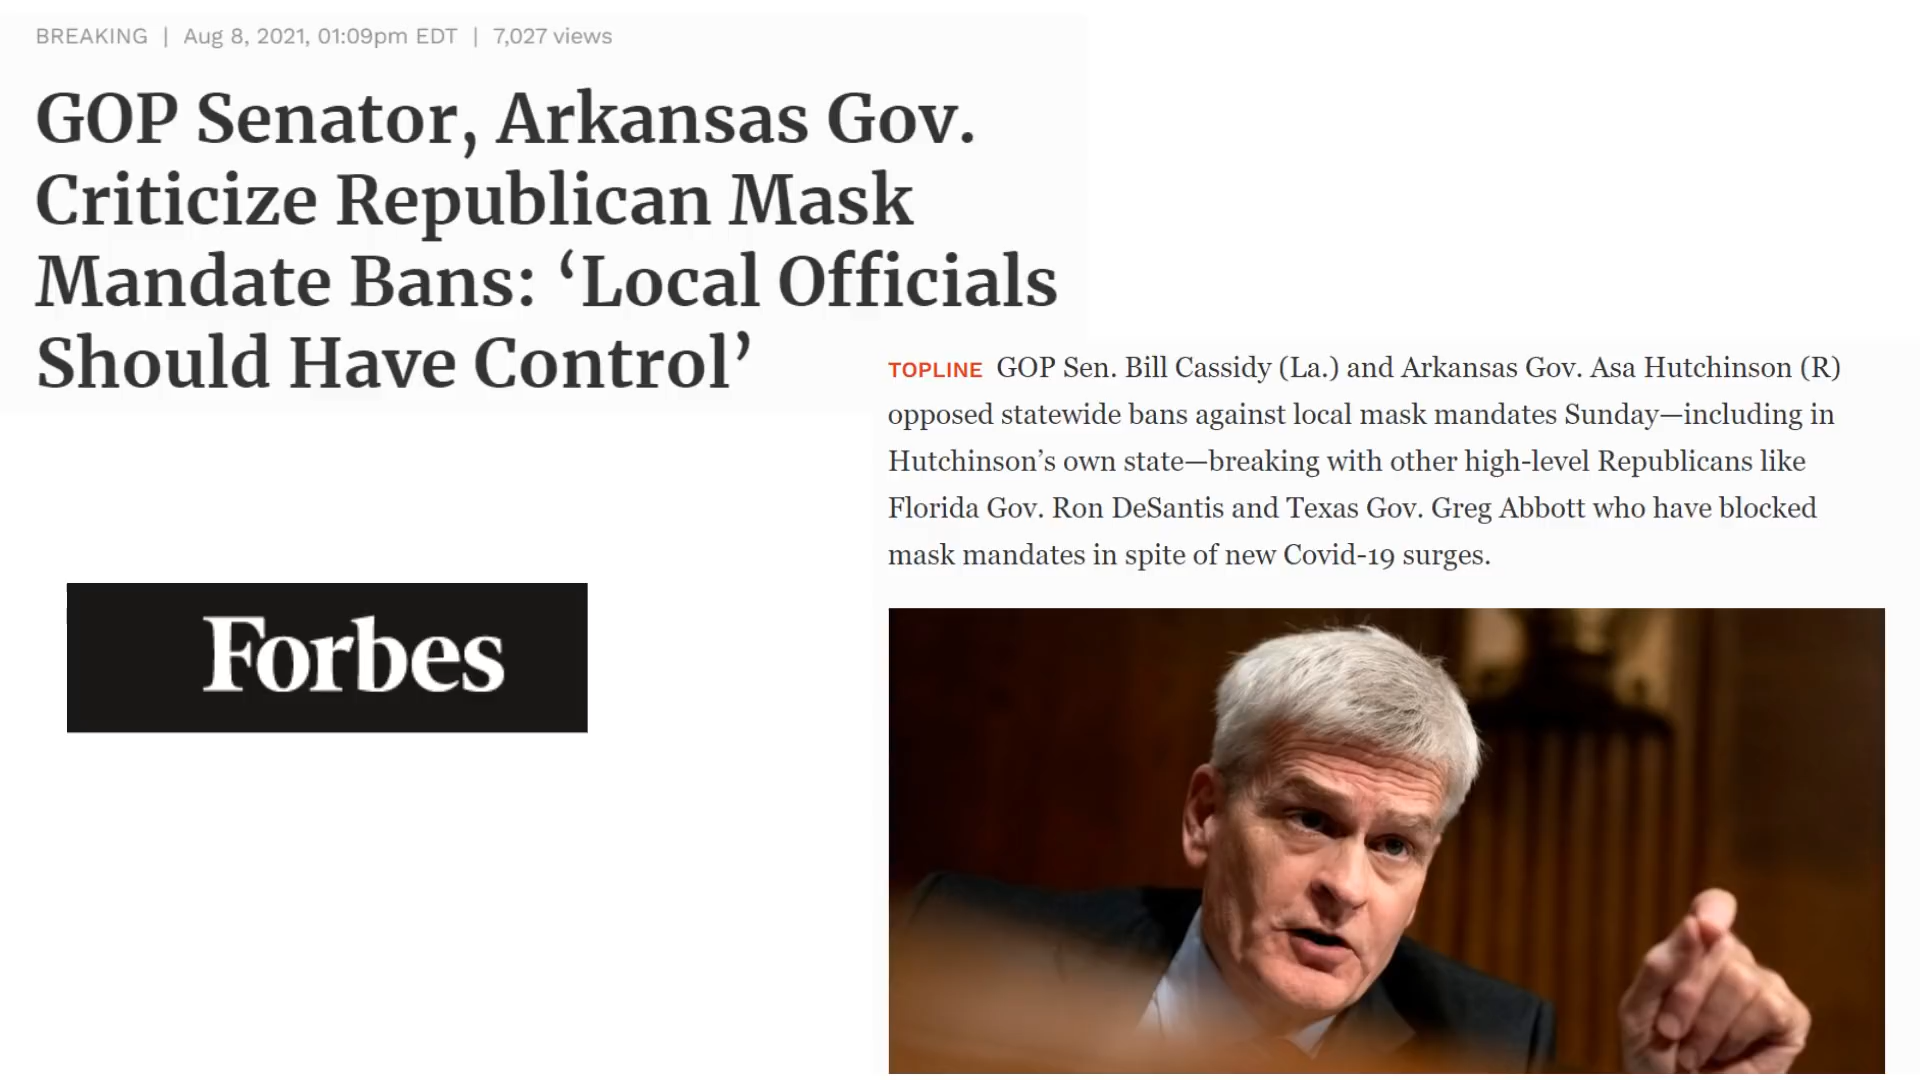 BREAKING | Aug 8, 2021, 01:09pm EDT | 7,027 views
GOP Senator, Arkansas Gov.
Criticize Republican Mask
Mandate Bans: ‘Local Officials
Should Have Control’
TOPLINE GOP Sen. Bill Cassidy (La.) and Arkansas Gov. Asa Hutchinson (R)
opposed statewide bans against local mask mandates Sunday—including in
Hutchinson’s own state—breaking with other high-level Republicans like
Florida Gov. Ron DeSantis and Texas Gov. Greg Abbott who have blocked
mask mandates in spite of new Covid-19 surges.
Forbes